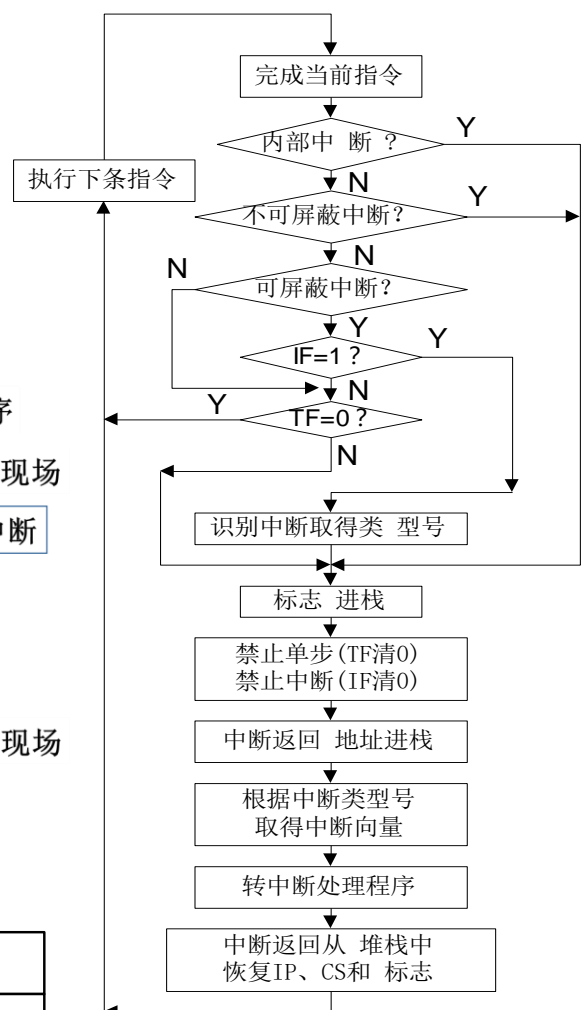 完成当前指令
内部中 断 ?
Y
执行下条指令
N
不可屏蔽中断?
Y
N
N
可屏蔽中断?
Y
IF=1 ?
Y
N
Y
TF=0 ?
N
序
现场
中断
识别中断取得类 型号
标志 进栈
禁止单步(TF清0)
禁止中断(IF清0)
中断返回 地址进栈
现场
根据中断类型号
取得中断向量
转中断处理程序
中断返回从 堆栈中
恢复IP、CS和 标志